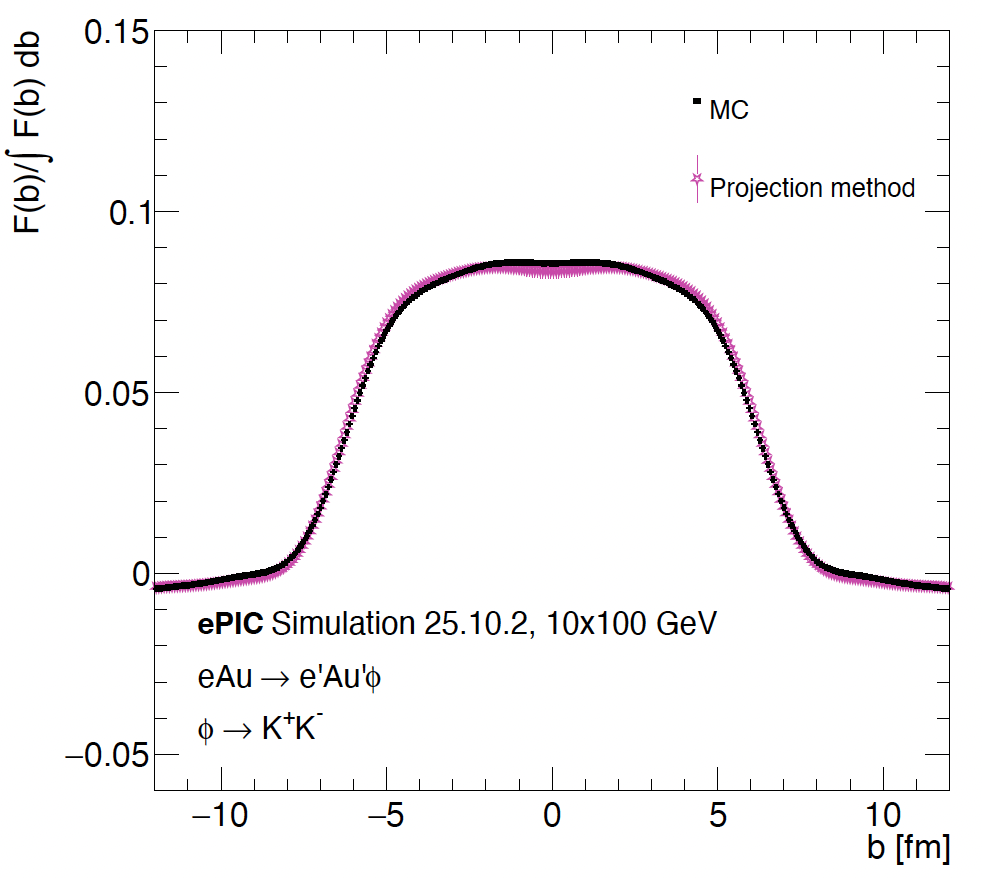 F(b)/∫ F(b) db
0.15
0.1
0.05
0
−0.05
MC
Projection method
ePIC Simulation 25.10.2, 10x100 GeV
eAu → e'Au'ϕ
ϕ → K⁺K⁻
−10 −5 0 5 10
b [fm]